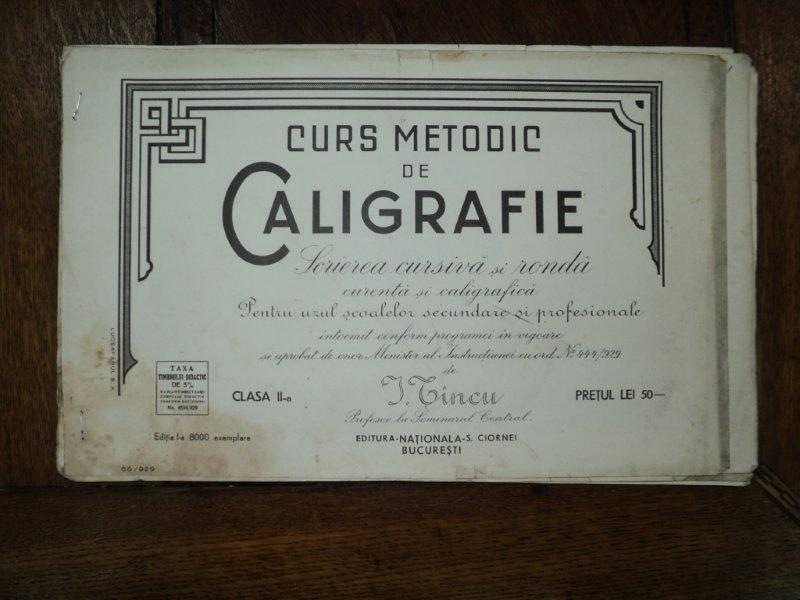 CURS METODIC
DE
CALIGRAFIE
Scrierea cursivă și rondă
curentă și caligrafică
Pentru uzul școalelor secundare și profesionale
întocmit conform programei în vigoare
și aprobat de onor. Minister al Instrucțiunei cu ord. No. 444/929
de
I. Tincu
Profesor la Seminarul Central.
CLASA II-a
PREȚUL LEI 50—
TAXA
TIMBRULUI DIDACTIC
DE 5%
No.
Ediția I-a 8000 exemplare
EDITURA-NAȚIONALA-S. CIORNEI
BUCUREȘTI
66/929
LUCEAFARUL S. A.